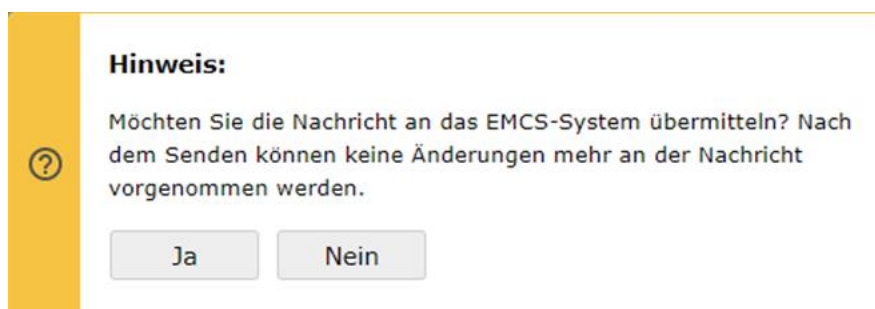 Hinweis:
Möchten Sie die Nachricht an das EMCS-System übermitteln? Nach
dem Senden können keine Änderungen mehr an der Nachricht
vorgenommen werden.
Ja Nein